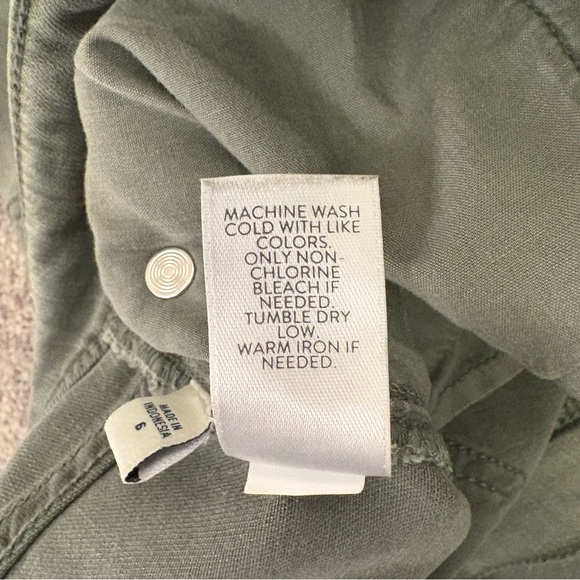 MACHINE WASH
COLD WITH LIKE
COLORS.
ONLY NON-
CHLORINE
BLEACH IF
NEEDED.
TUMBLE DRY
LOW.
WARM IRON IF
NEEDED.
MADE IN
INDONESIA
6